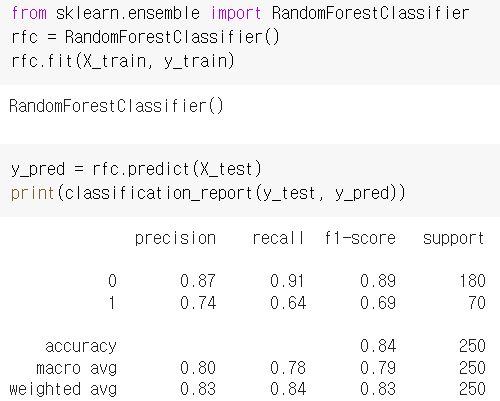 from sklearn.ensemble import RandomForestClassifier
rfc = RandomForestClassifier()
rfc.fit(X_train, y_train)
RandomForestClassifier()
y_pred = rfc.predict(X_test)
print(classification_report(y_test, y_pred))
precision recall f1-score support
0 0.87 0.91 0.89 180
1 0.74 0.64 0.69 70
accuracy 0.84 250
macro avg 0.80 0.78 0.79 250
weighted avg 0.83 0.84 0.83 250